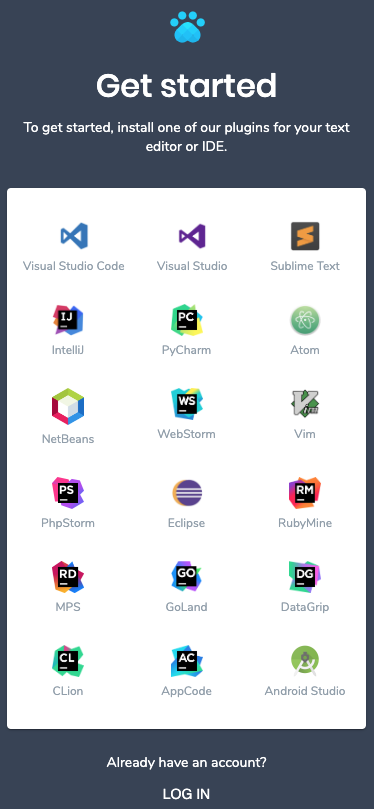 Get started
To get started, install one of our plugins for your text
editor or IDE.
Visual Studio Code
Visual Studio
Sublime Text
IJ
PC
IntelliJ
PyCharm
Atom
WS
NetBeans
WebStorm
Vim
PS
RM
PhpStorm
Eclipse
RubyMine
RD
GO
DG
MPS
GoLand
DataGrip
CL
AC
CLion
AppCode
Android Studio
Already have an account?
LOG IN